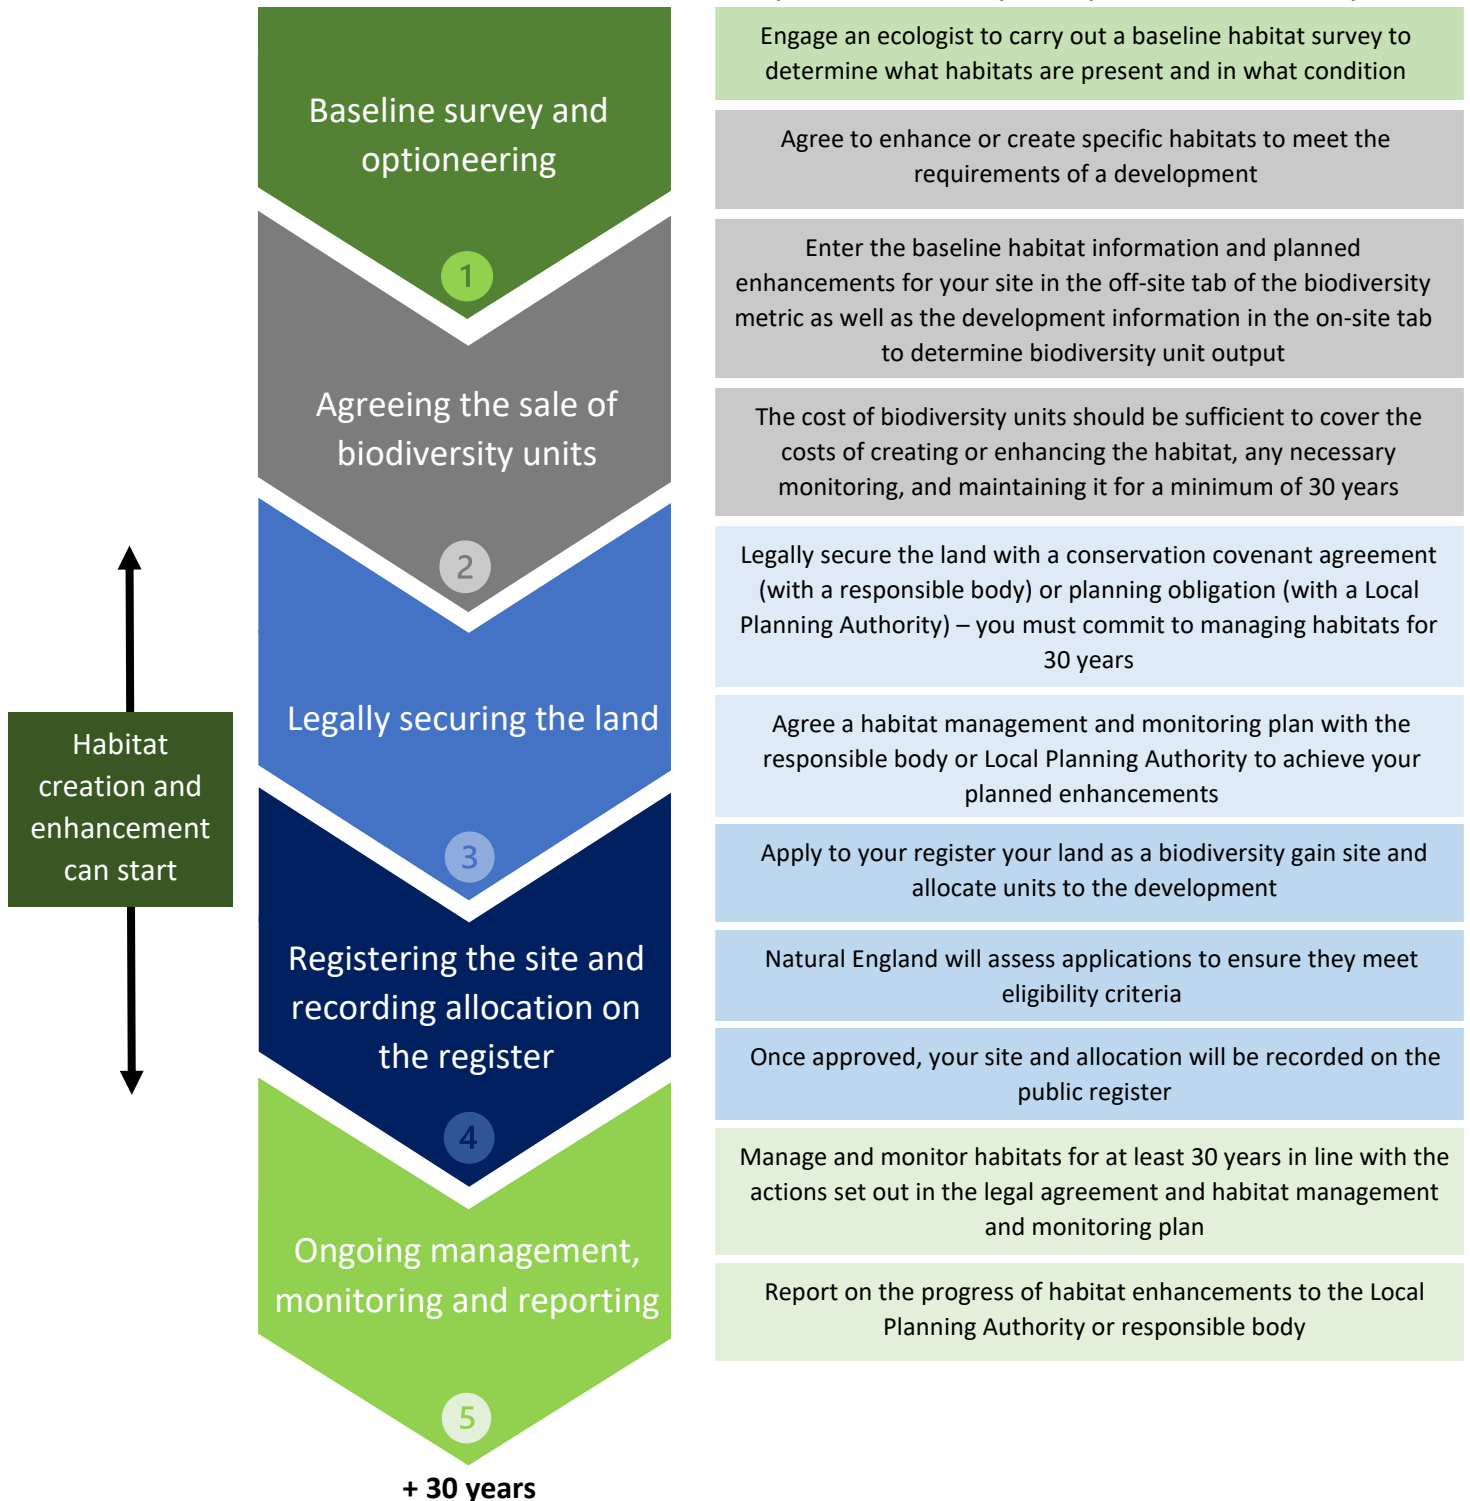 Baseline survey and
optioneering
1
Engage an ecologist to carry out a baseline habitat survey to
determine what habitats are present and in what condition
Agreeing the sale of
biodiversity units
2
Agree to enhance or create specific habitats to meet the
requirements of a development
Enter the baseline habitat information and planned
enhancements for your site in the off-site tab of the biodiversity
metric as well as the development information in the on-site tab
to determine biodiversity unit output
The cost of biodiversity units should be sufficient to cover the
costs of creating or enhancing the habitat, any necessary
monitoring, and maintaining it for a minimum of 30 years
Habitat
creation and
enhancement
can start
Legally securing the land
3
Legally secure the land with a conservation covenant agreement
(with a responsible body) or planning obligation (with a Local
Planning Authority) – you must commit to managing habitats for
30 years
Agree a habitat management and monitoring plan with the
responsible body or Local Planning Authority to achieve your
planned enhancements
Registering the site and
recording allocation on
the register
4
Apply to your register your land as a biodiversity gain site and
allocate units to the development
Natural England will assess applications to ensure they meet
eligibility criteria
Once approved, your site and allocation will be recorded on the
public register
Ongoing management,
monitoring and reporting
5
Manage and monitor habitats for at least 30 years in line with the
actions set out in the legal agreement and habitat management
and monitoring plan
Report on the progress of habitat enhancements to the Local
Planning Authority or responsible body
+ 30 years